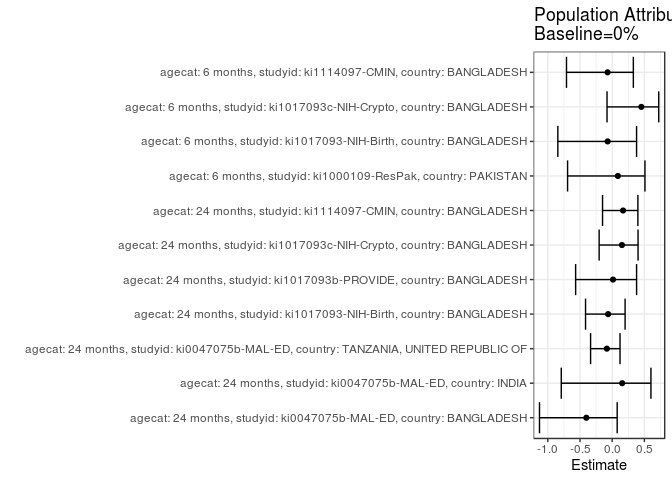 Population Attribu
Baseline=0%
agecat: 6 months, studyid: ki1114097-CMIN, country: BANGLADESH
agecat: 6 months, studyid: ki1017093c-NIH-Crypto, country: BANGLADESH
agecat: 6 months, studyid: ki1017093-NIH-Birth, country: BANGLADESH
agecat: 6 months, studyid: ki1000109-ResPak, country: PAKISTAN
agecat: 24 months, studyid: ki1114097-CMIN, country: BANGLADESH
agecat: 24 months, studyid: ki1017093c-NIH-Crypto, country: BANGLADESH
agecat: 24 months, studyid: ki1017093b-PROVIDE, country: BANGLADESH
agecat: 24 months, studyid: ki1017093-NIH-Birth, country: BANGLADESH
agecat: 24 months, studyid: ki0047075b-MAL-ED, country: TANZANIA, UNITED REPUBLIC OF
agecat: 24 months, studyid: ki0047075b-MAL-ED, country: INDIA
agecat: 24 months, studyid: ki0047075b-MAL-ED, country: BANGLADESH
-1.0 -0.5 0.0 0.5
Estimate